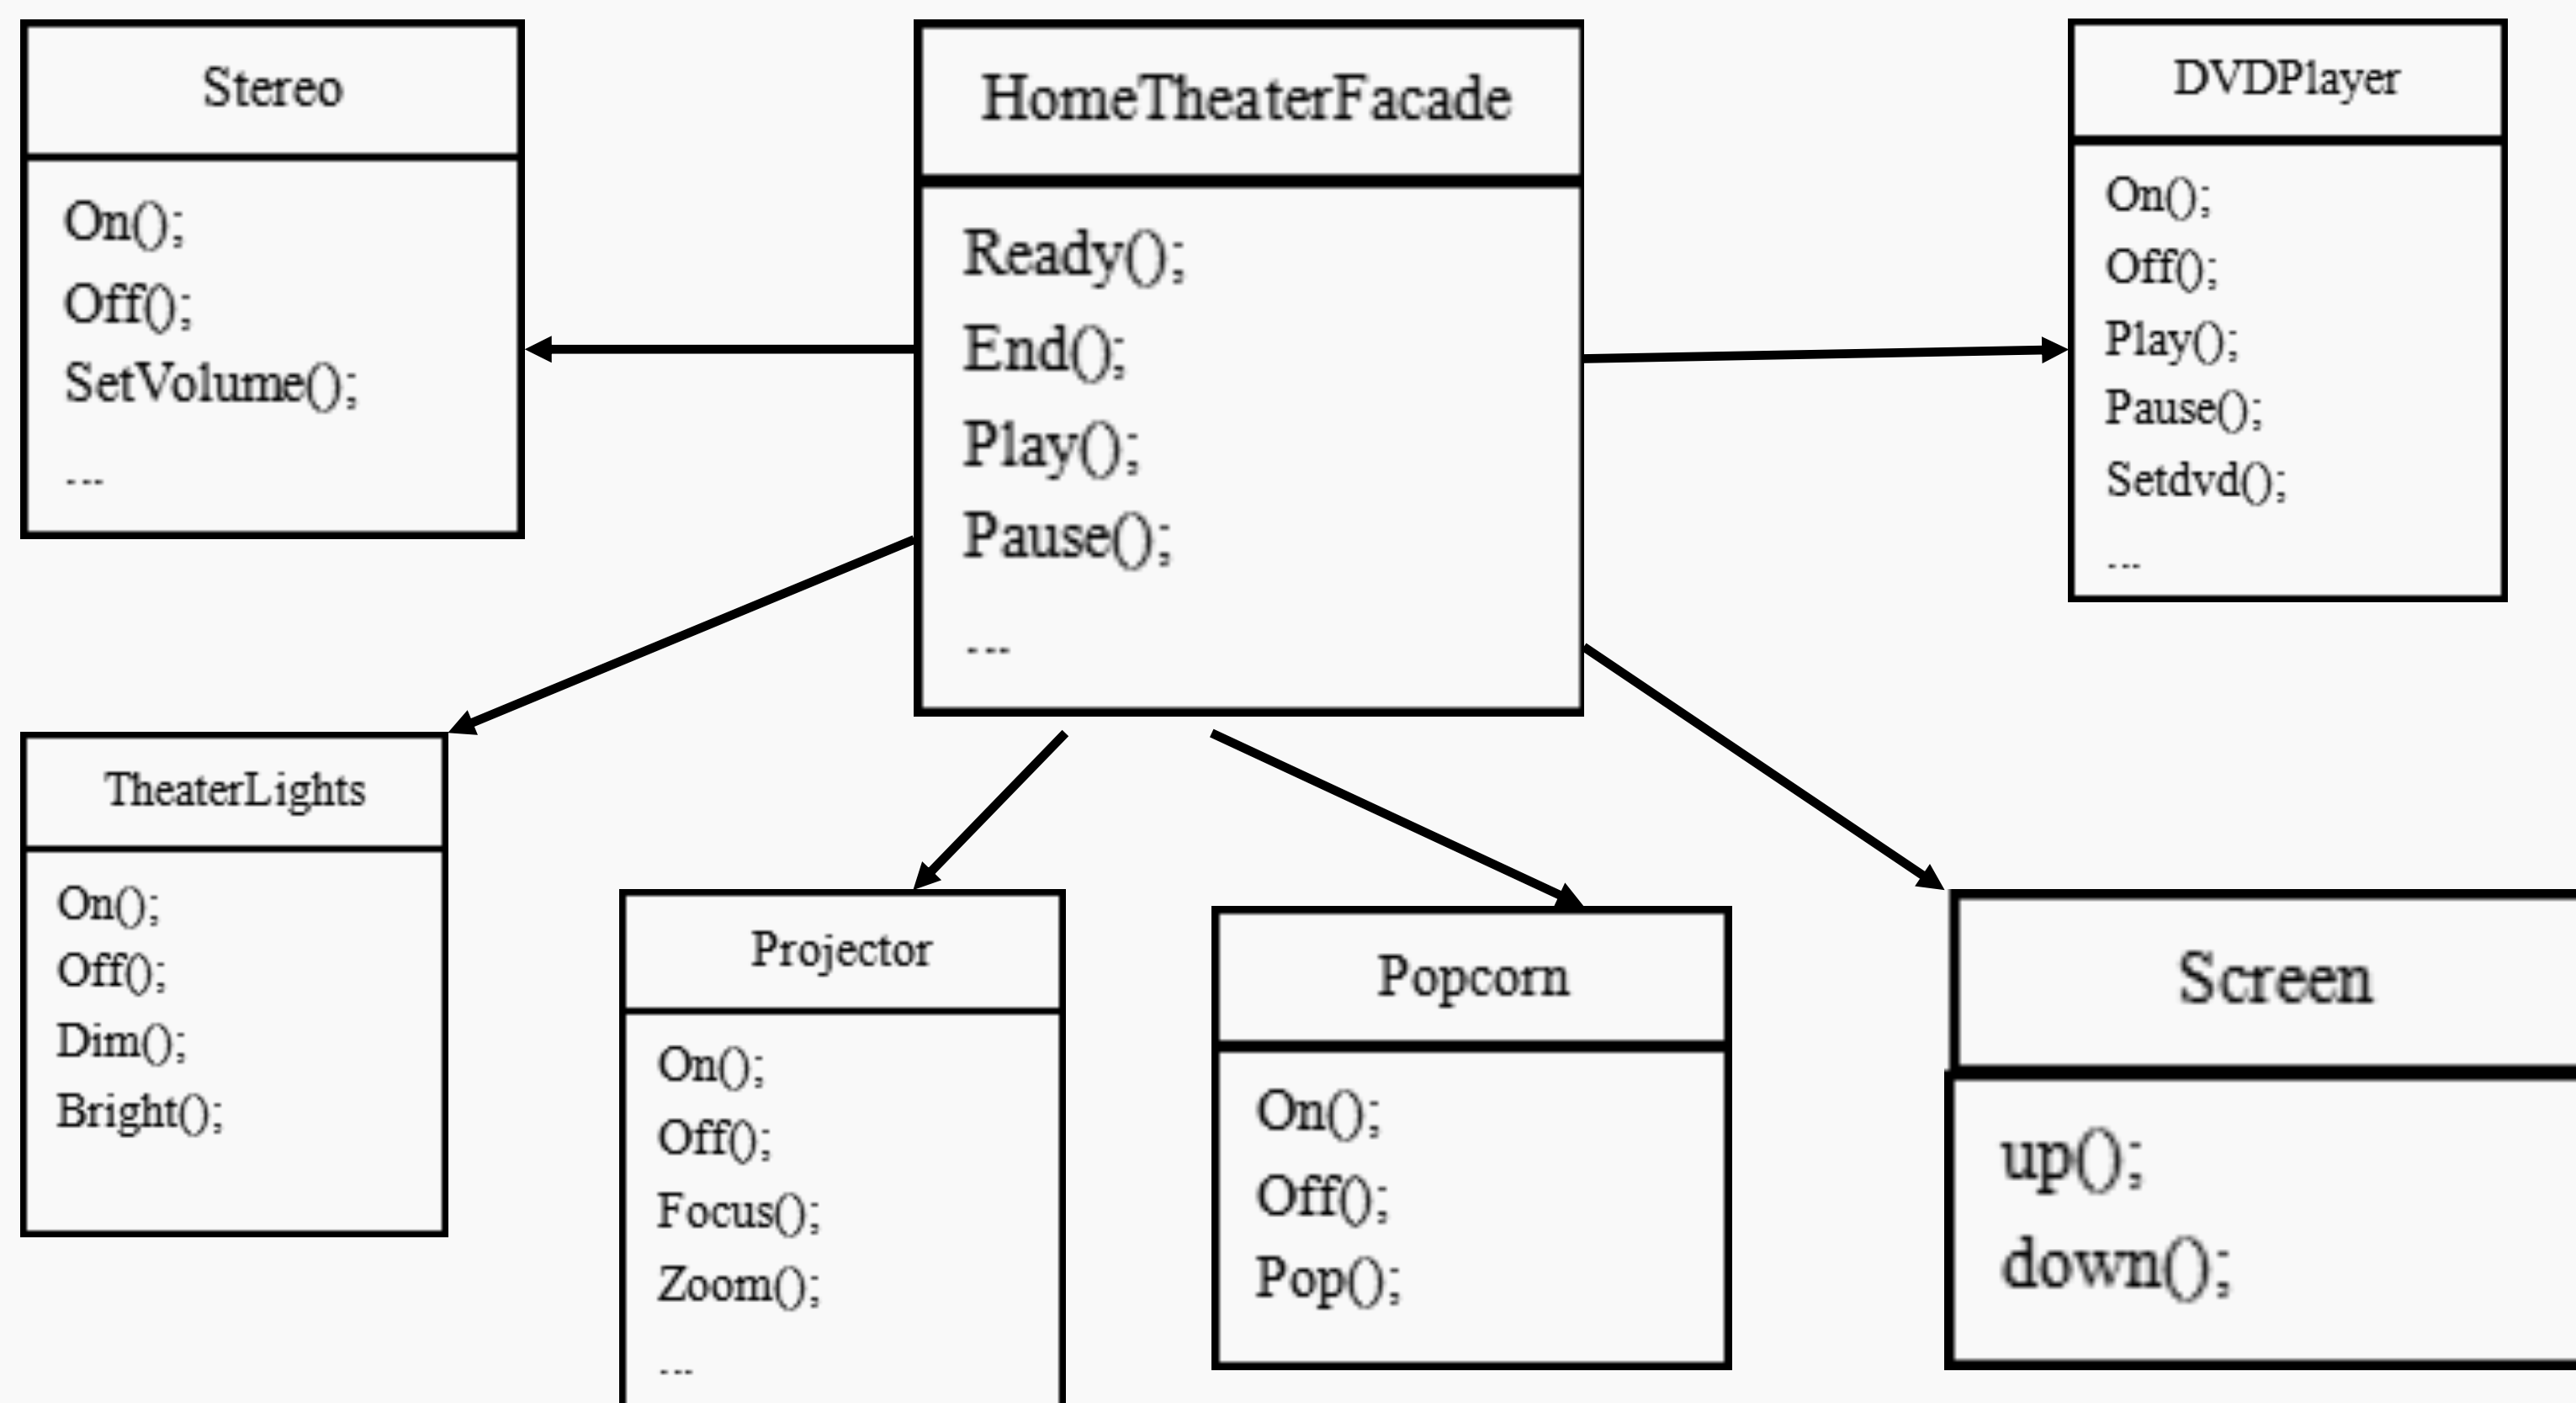 Stereo
On();
Off();
SetVolume();
...
HomeTheaterFacade
Ready();
End();
Play();
Pause();
...
DVDPlayer
On();
Off();
Play();
Pause();
Setdvd();
...
TheaterLights
On();
Off();
Dim();
Bright();
Projector
On();
Off();
Focus();
Zoom();
...
Popcorn
On();
Off();
Pop();
Screen
up();
down();